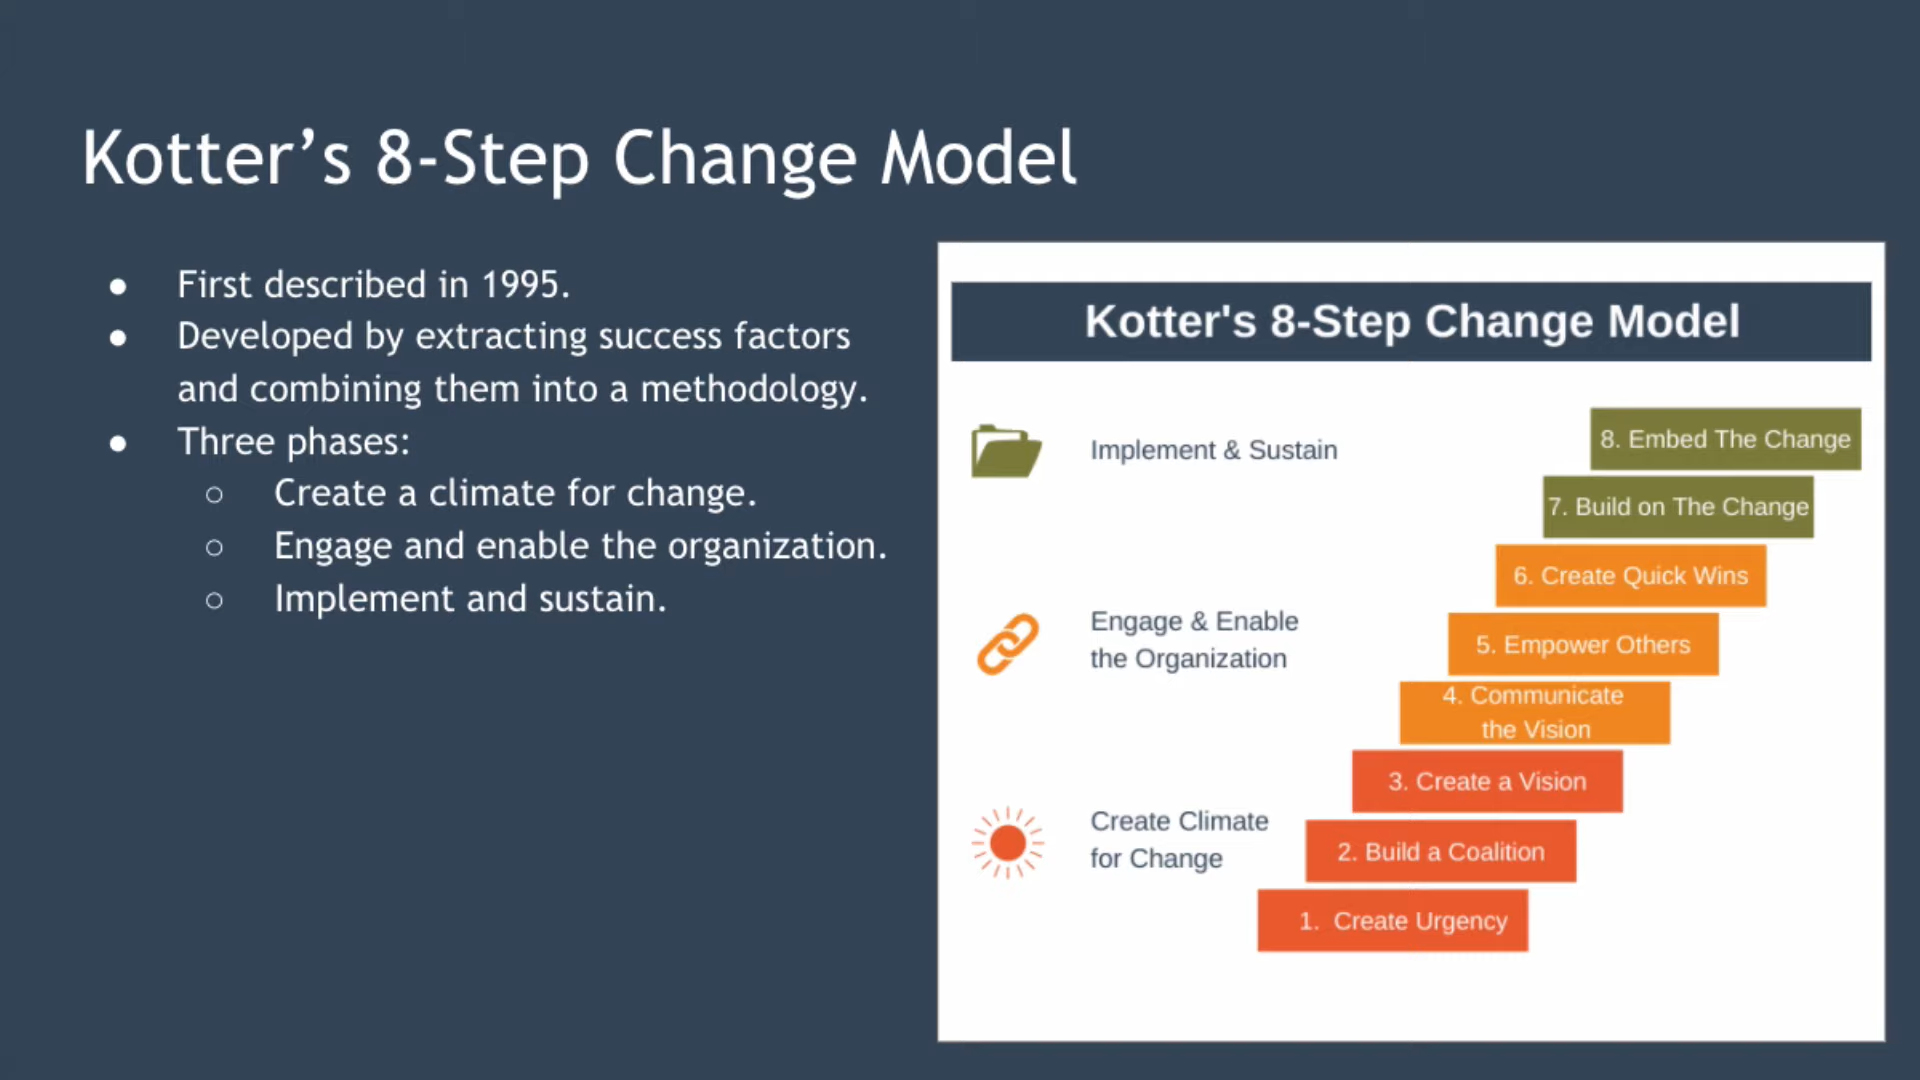 Kotter’s 8-Step Change Model
● First described in 1995.
● Developed by extracting success factors
and combining them into a methodology.
● Three phases:
○ Create a climate for change.
○ Engage and enable the organization.
○ Implement and sustain.
Kotter's 8-Step Change Model
Implement & Sustain
8. Embed The Change
7. Build on The Change
6. Create Quick Wins
Engage & Enable
the Organization
5. Empower Others
4. Communicate
the Vision
3. Create a Vision
Create Climate
for Change
2. Build a Coalition
1. Create Urgency